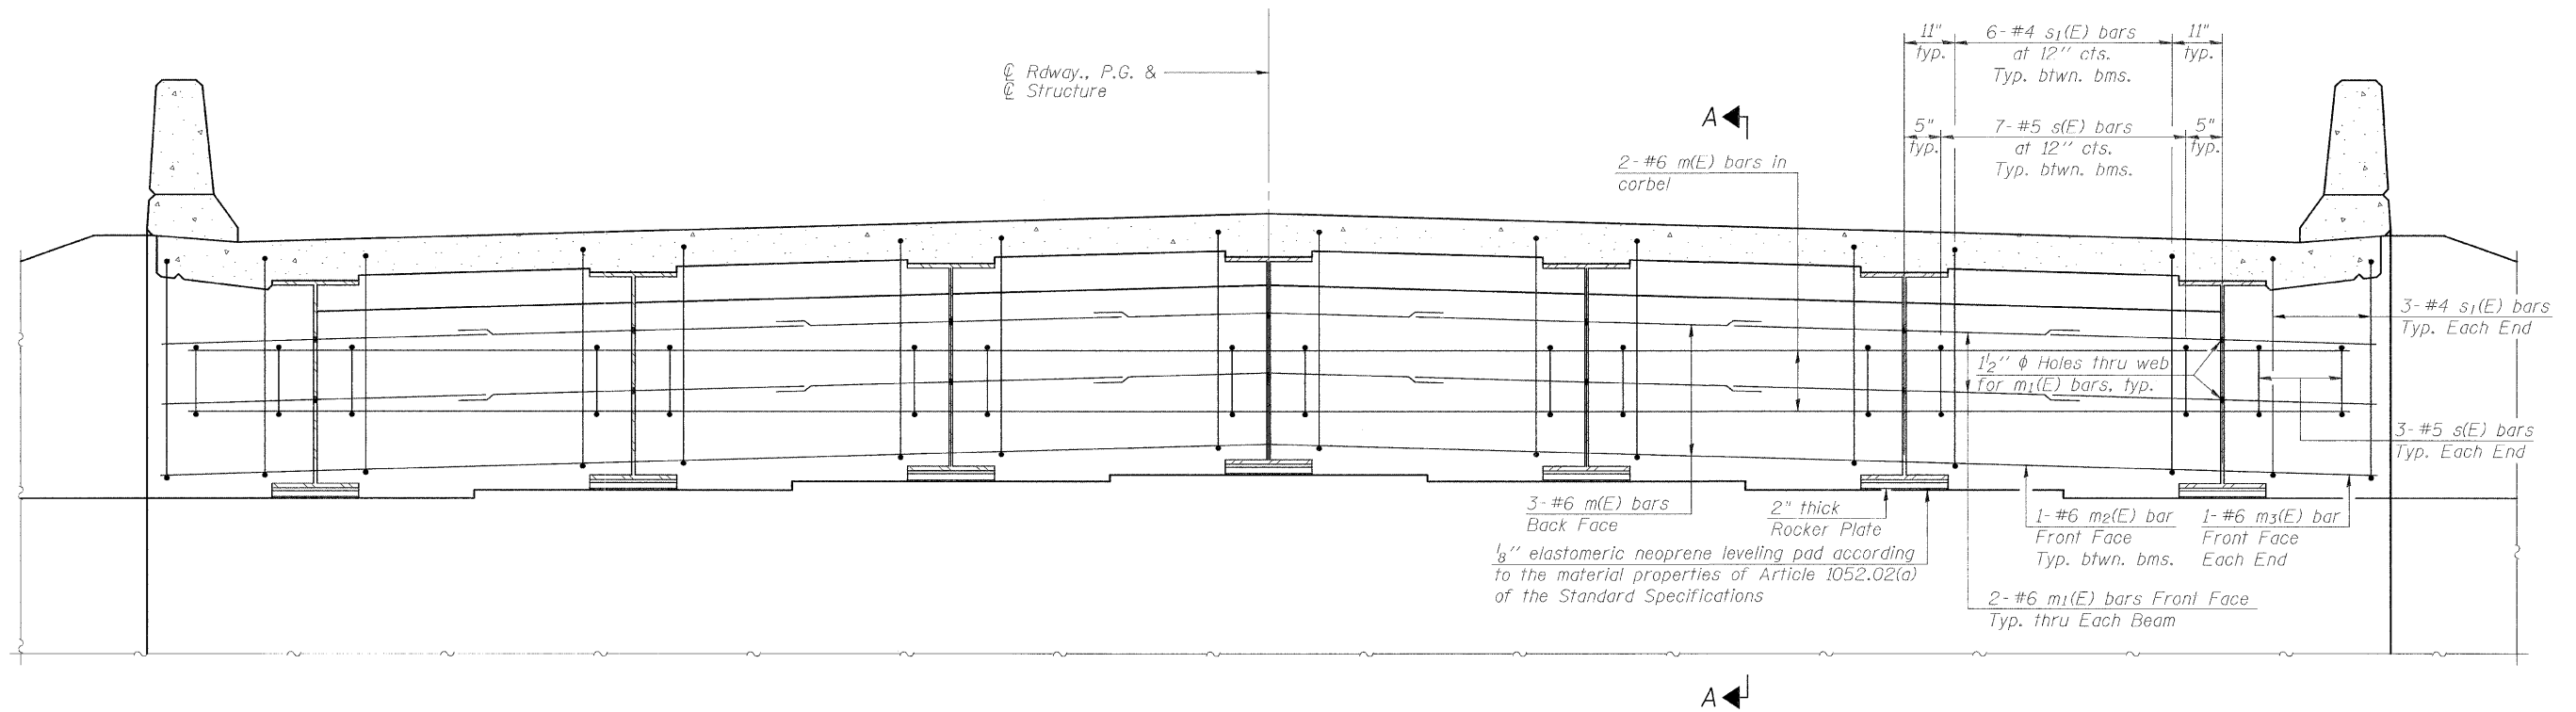 ℄ Rdway., P.G. &
℄ Structure
11"
typ.
6-#4 s1(E) bars
at 12" cts.
Typ. btwn. bms.
11"
typ.
A
5"
typ.
7-#5 s(E) bars
at 12" cts.
Typ. btwn. bms.
5"
typ.
2-#6 m(E) bars in
corbel
3-#4 s1(E) bars
Typ. Each End
1½" ϕ Holes thru web
for m1(E) bars, typ.
3-#5 s(E) bars
Typ. Each End
3-#6 m(E) bars
Back Face
2" thick
Rocker Plate
1-#6 m2(E) bar
Front Face
Typ. btwn. bms.
1-#6 m3(E) bar
Front Face
Each End
⅛" elastomeric neoprene leveling pad according
to the material properties of Article 1052.02(a)
of the Standard Specifications
2-#6 m1(E) bars Front Face
Typ. thru Each Beam
A